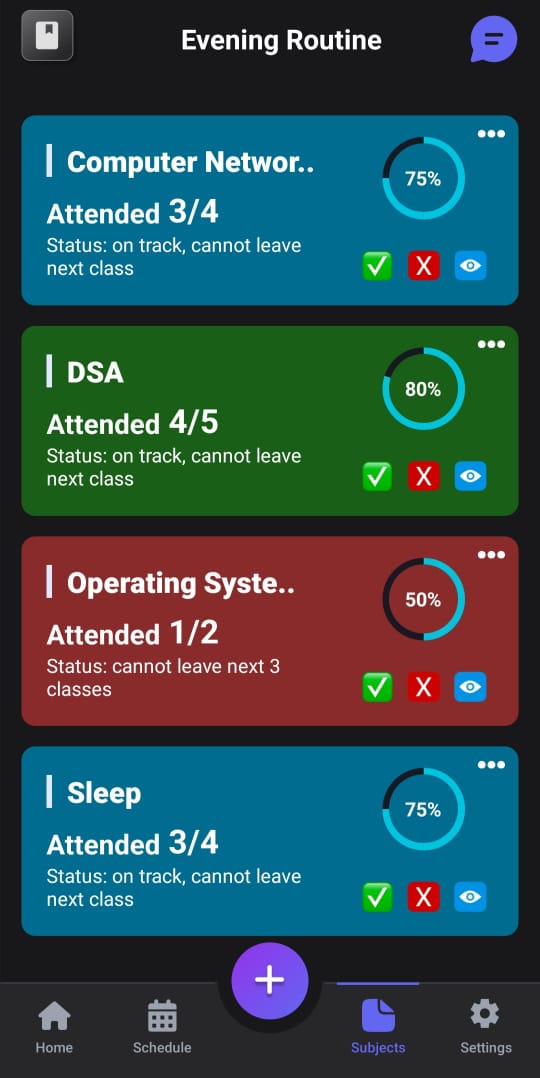 Evening Routine
Computer Networ..
75%
Attended 3/4
Status: on track, cannot leave
next class
DSA
80%
Attended 4/5
Status: on track, cannot leave
next class
Operating Syste..
50%
Attended 1/2
Status: cannot leave next 3
classes
Sleep
75%
Attended 3/4
Status: on track, cannot leave
next class
Home
Schedule
Subjects
Settings